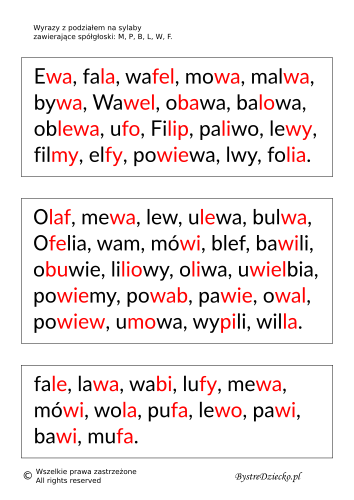 Wyrazy z podziałem na sylaby
zawierające spółgłoski: M, P, B, L, W, F.
Ewa, fala, wafel, mowa, malwa,
bywa, Wawel, obawa, balowa,
oblewa, ufo, Filip, paliwo, lewy,
filmy, elfy, powiewa, lwy, folia.
Olaf, mewa, lew, ulewa, bulwa,
Ofelia, wam, mówi, blef, bawili,
obuwie, liliowy, oliwa, uwielbia,
powiemy, powab, pawie, owal,
powiew, umowa, wypili, willa.
fale, lawa, wabi, lufy, mewa,
mówi, wola, pufa, lewo, pawi,
bawi, mufa.
© Wszelkie prawa zastrzeżone
All rights reserved
BystreDziecko.pl